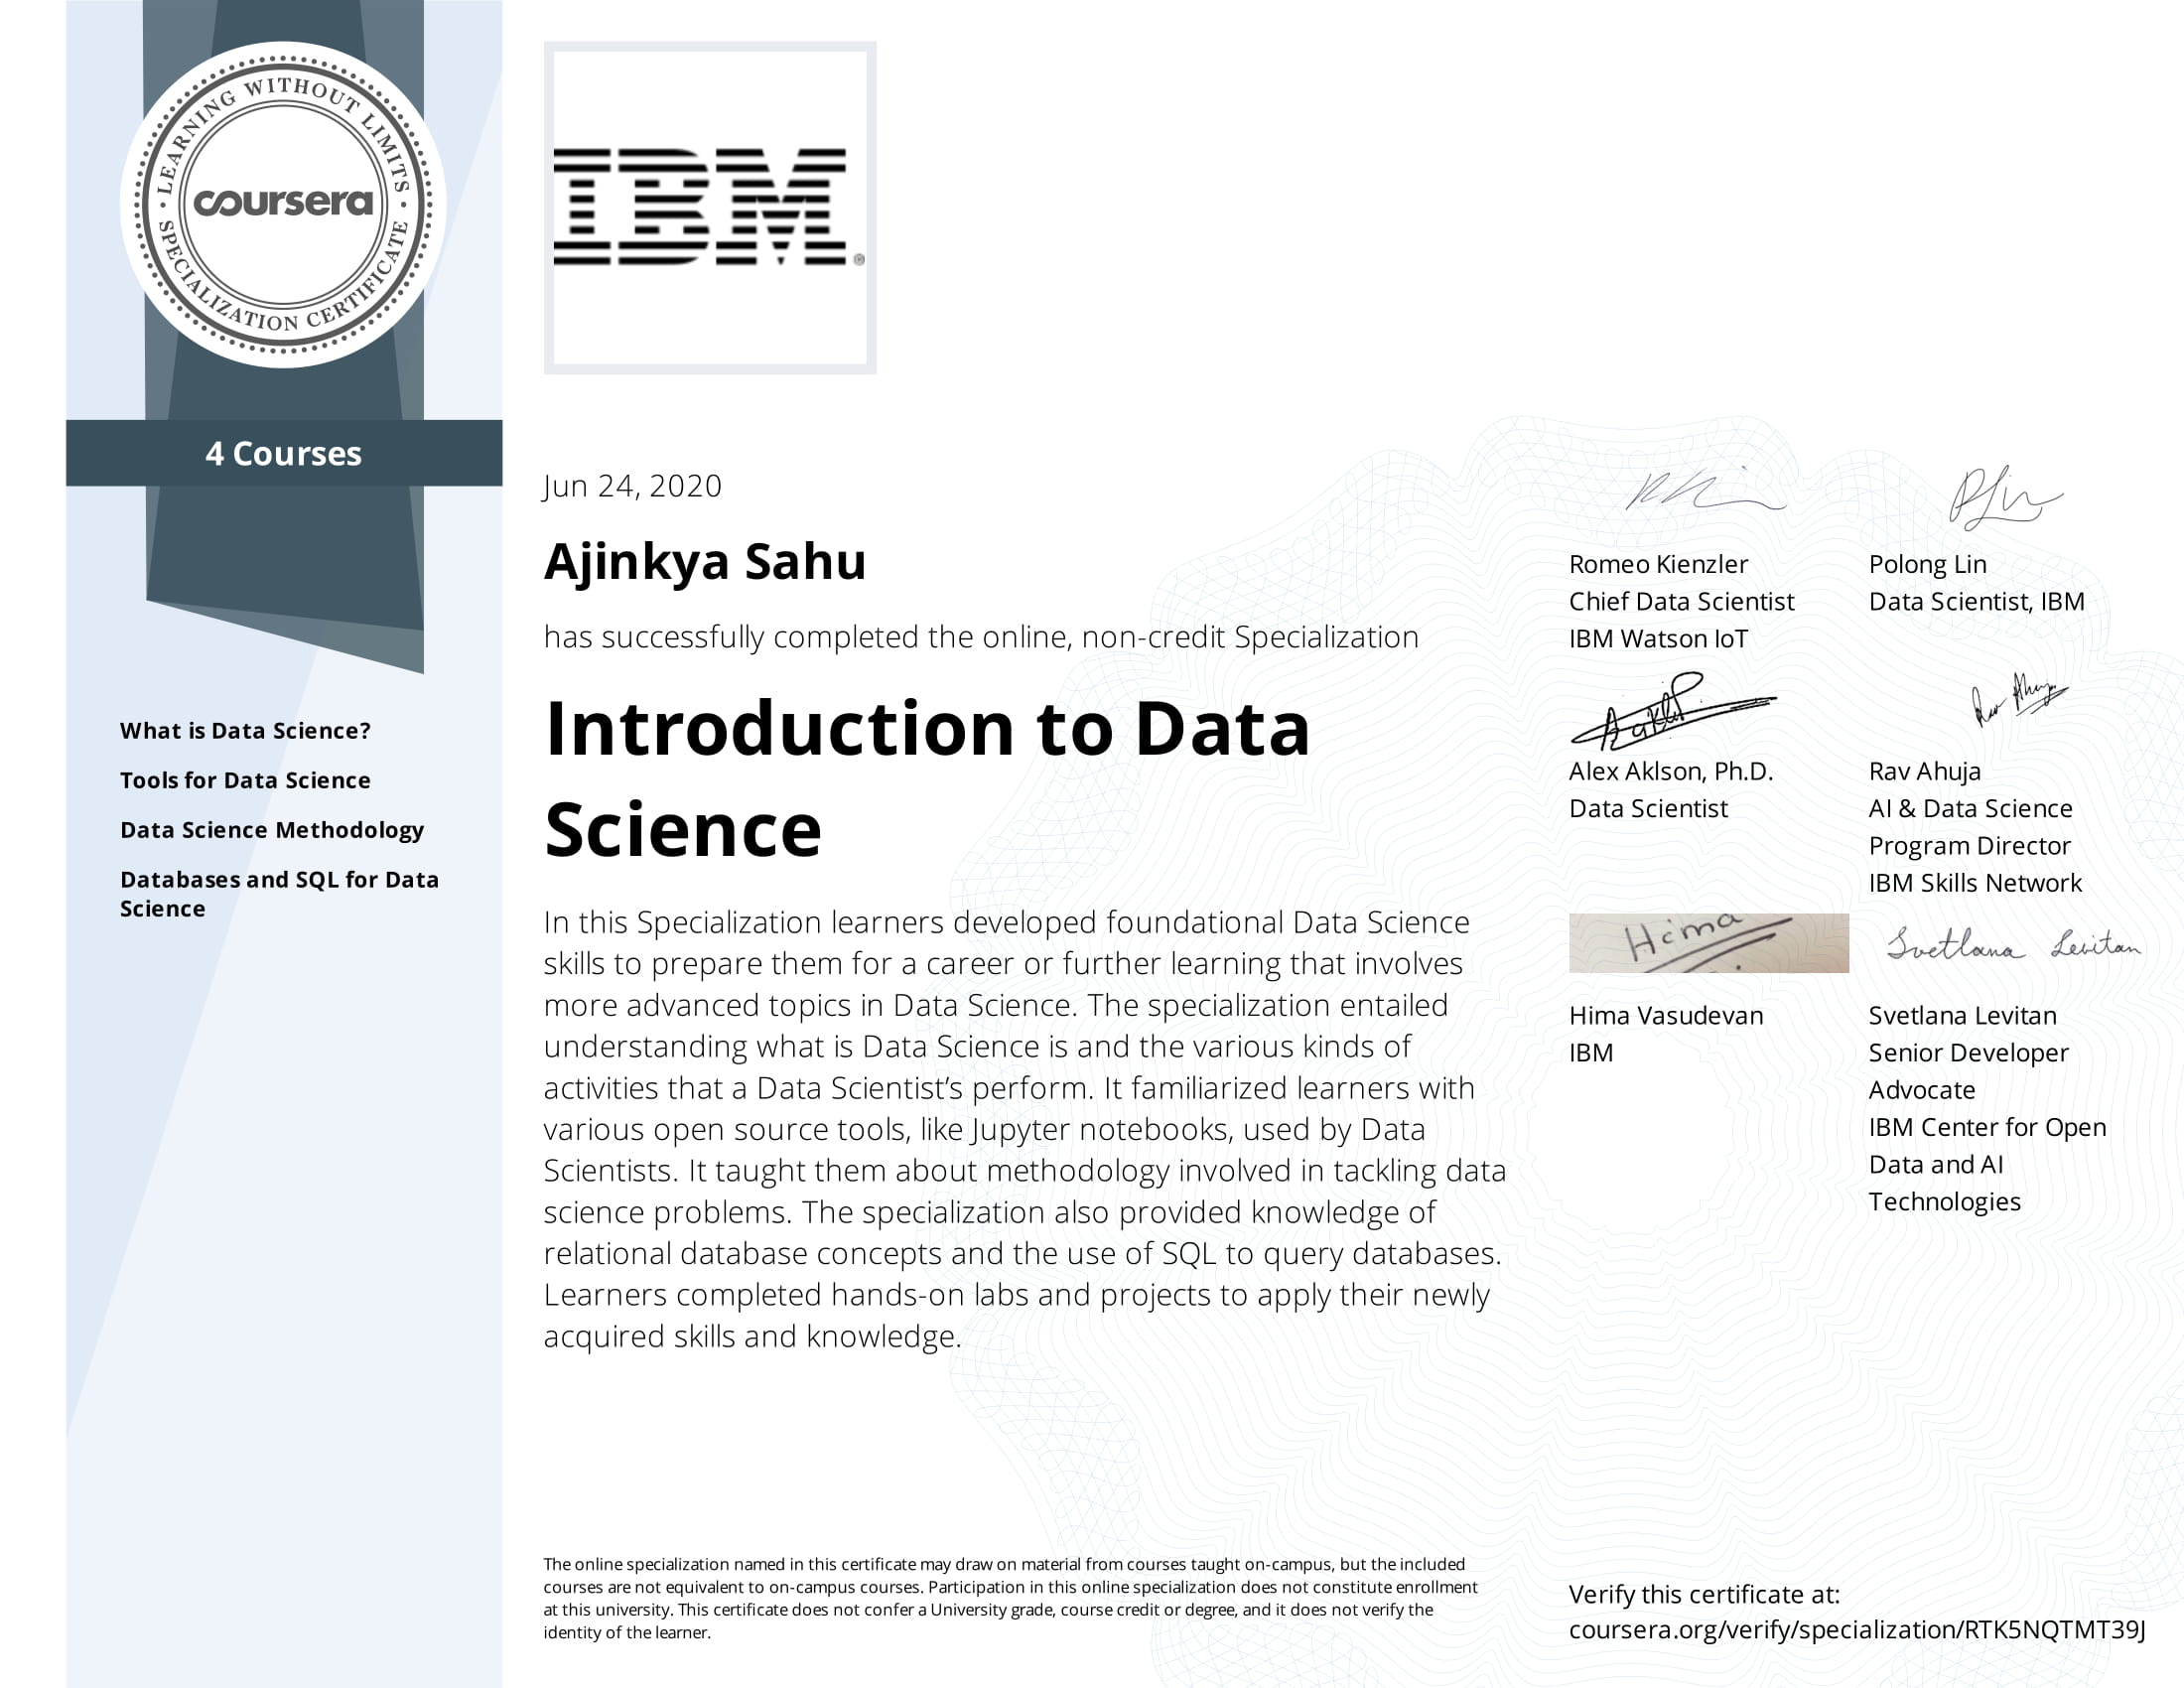 LEARNING WITHOUT LIMITS
coursera
SPECIALIZATION CERTIFICATE
4 Courses
What is Data Science?
Tools for Data Science
Data Science Methodology
Databases and SQL for Data
Science
IBM®
Jun 24, 2020
Ajinkya Sahu
has successfully completed the online, non-credit Specialization
Introduction to Data
Science
In this Specialization learners developed foundational Data Science
skills to prepare them for a career or further learning that involves
more advanced topics in Data Science. The specialization entailed
understanding what is Data Science is and the various kinds of
activities that a Data Scientist’s perform. It familiarized learners with
various open source tools, like Jupyter notebooks, used by Data
Scientists. It taught them about methodology involved in tackling data
science problems. The specialization also provided knowledge of
relational database concepts and the use of SQL to query databases.
Learners completed hands-on labs and projects to apply their newly
acquired skills and knowledge.
Romeo Kienzler
Chief Data Scientist
IBM Watson IoT
PLin
Polong Lin
Data Scientist, IBM
Alex Aklson, Ph.D.
Data Scientist
Rav Ahuja
Rav Ahuja
AI & Data Science
Program Director
IBM Skills Network
Hima
Hima Vasudevan
IBM
Svetlana Levitan
Svetlana Levitan
Senior Developer
Advocate
IBM Center for Open
Data and AI
Technologies
The online specialization named in this certificate may draw on material from courses taught on-campus, but the included
courses are not equivalent to on-campus courses. Participation in this online specialization does not constitute enrollment
at this university. This certificate does not confer a University grade, course credit or degree, and it does not verify the
identity of the learner.
Verify this certificate at:
coursera.org/verify/specialization/RTK5NQTMT39J